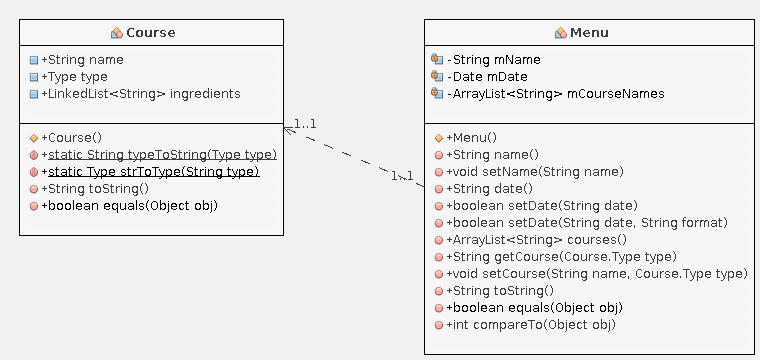 Course
+String name
+Type type
+LinkedList<String> ingredients
+Course()
+static String typeToString(Type type)
+static Type strToType(String type)
+String toString()
+boolean equals(Object obj)
1..1
1..1
Menu
-String mName
-Date mDate
-ArrayList<String> mCourseNames
+Menu()
+String name()
+void setName(String name)
+String date()
+boolean setDate(String date)
+boolean setDate(String date, String format)
+ArrayList<String> courses()
+String getCourse(Course.Type type)
+void setCourse(String name, Course.Type type)
+String toString()
+boolean equals(Object obj)
+int compareTo(Object obj)